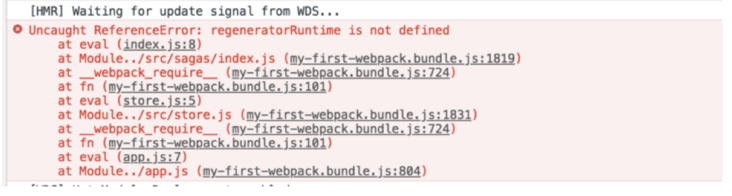 [HMR] Waiting for update signal from WDS...
Uncaught ReferenceError: regeneratorRuntime is not defined
at eval (index.js:8)
at Module../src/sagas/index.js (my-first-webpack.bundle.js:1819)
at __webpack_require__ (my-first-webpack.bundle.js:724)
at fn (my-first-webpack.bundle.js:101)
at eval (store.js:5)
at Module../src/store.js (my-first-webpack.bundle.js:1831)
at __webpack_require__ (my-first-webpack.bundle.js:724)
at fn (my-first-webpack.bundle.js:101)
at eval (app.js:7)
at Module../app.js (my-first-webpack.bundle.js:804)